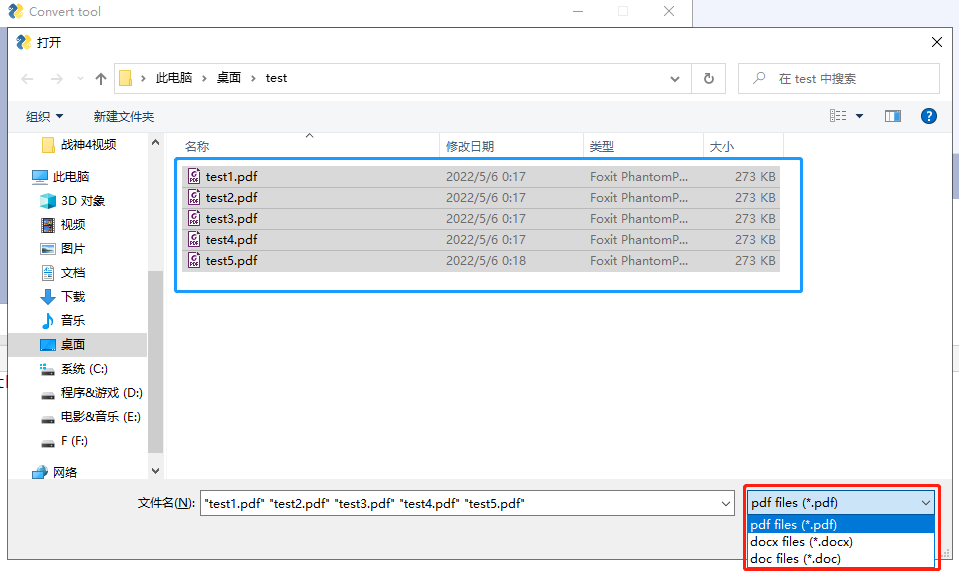 Convert tool
打开
此电脑 桌面 test
在 test 中搜索
组织 新建文件夹
战神4视频
此电脑
3D 对象
视频
图片
文档
下载
音乐
桌面
系统 (C:)
程序&游戏 (D:)
电影&音乐 (E:)
F (F:)
网络
名称 修改日期 类型 大小
test1.pdf 2022/5/6 0:17 Foxit PhantomP... 273 KB
test2.pdf 2022/5/6 0:17 Foxit PhantomP... 273 KB
test3.pdf 2022/5/6 0:17 Foxit PhantomP... 273 KB
test4.pdf 2022/5/6 0:17 Foxit PhantomP... 273 KB
test5.pdf 2022/5/6 0:18 Foxit PhantomP... 273 KB
文件名(N): "test1.pdf" "test2.pdf" "test3.pdf" "test4.pdf" "test5.pdf"
pdf files (*.pdf)
pdf files (*.pdf)
docx files (*.docx)
doc files (*.doc)